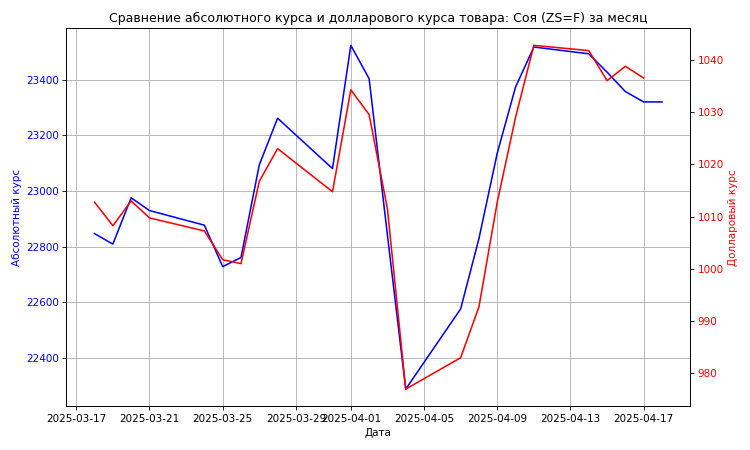 Сравнение абсолютного курса и долларового курса товара: Соя (ZS=F) за месяц
Абсолютный курс
23400
23200
23000
22800
22600
22400
1040
1030
1020
1010
1000
990
980
Долларовый курс
2025-03-17 2025-03-21 2025-03-25 2025-03-29 2025-04-01 2025-04-05 2025-04-09 2025-04-13 2025-04-17
Дата